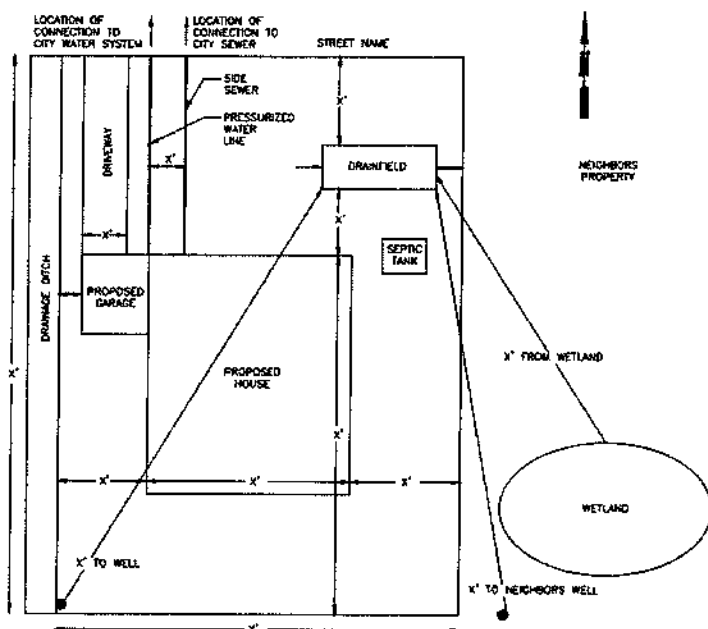 LOCATION OF
CONNECTION TO
CITY WATER SYSTEM
LOCATION OF
CONNECTION TO
CITY SEWER
STREET NAME
SIDE
SEWER
PRESSURIZED
WATER
LINE
X'
DRIVEWAY
X'
DRAINFIELD
NEIGHBORS
PROPERTY
X'
X'
SEPTIC
TANK
DRAINAGE DITCH
PROPOSED
GARAGE
X' FROM WETLAND
X'
PROPOSED
HOUSE
X'
X'
X'
X'
WETLAND
X' TO WELL
X' TO NEIGHBORS WELL
X'